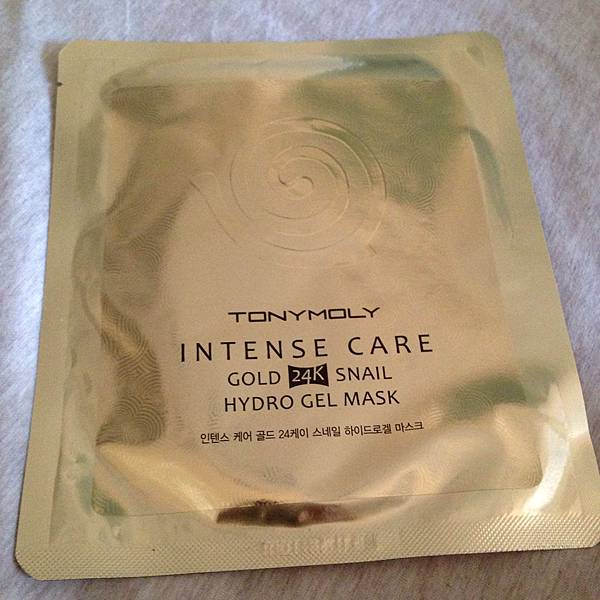 TONYMOLY
INTENSE CARE
GOLD 24K SNAIL
HYDRO GEL MASK
인텐스 케어 골드 24케이 스네일 하이드로겔 마스크